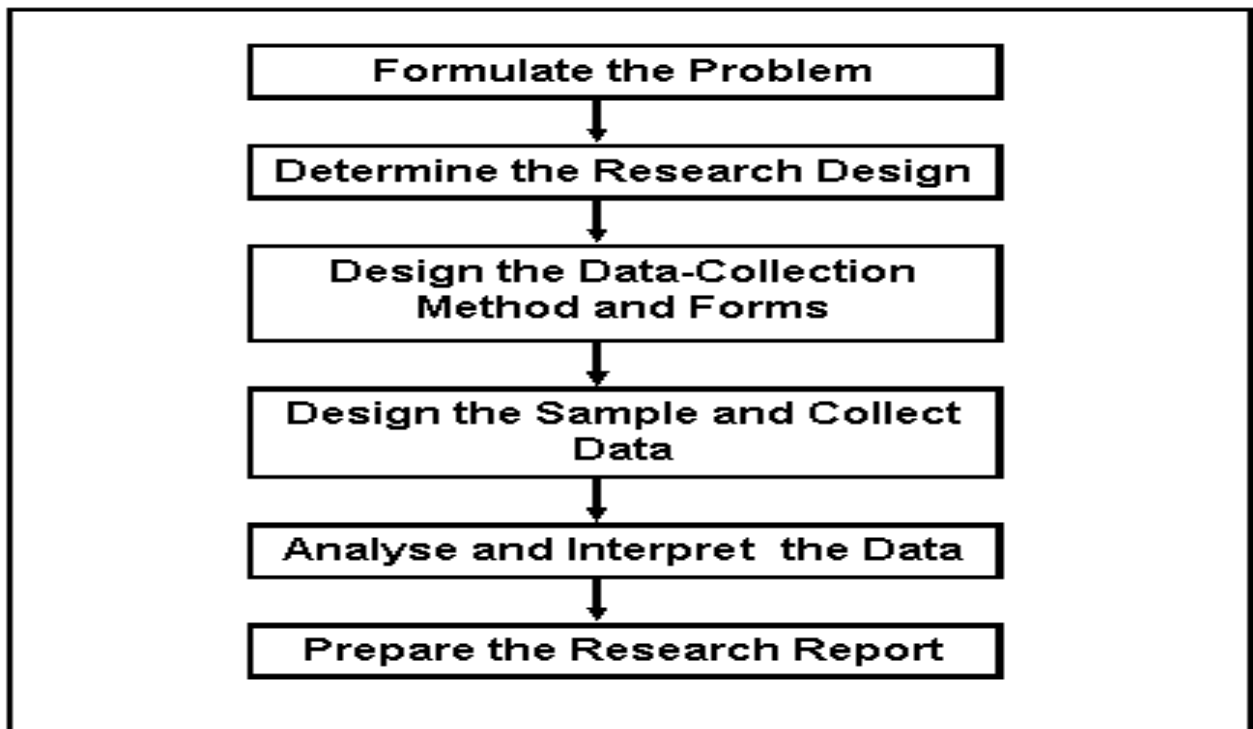 Formulate the Problem
Determine the Research Design
Design the Data-Collection
Method and Forms
Design the Sample and Collect
Data
Analyse and Interpret  the Data
Prepare the Research Report